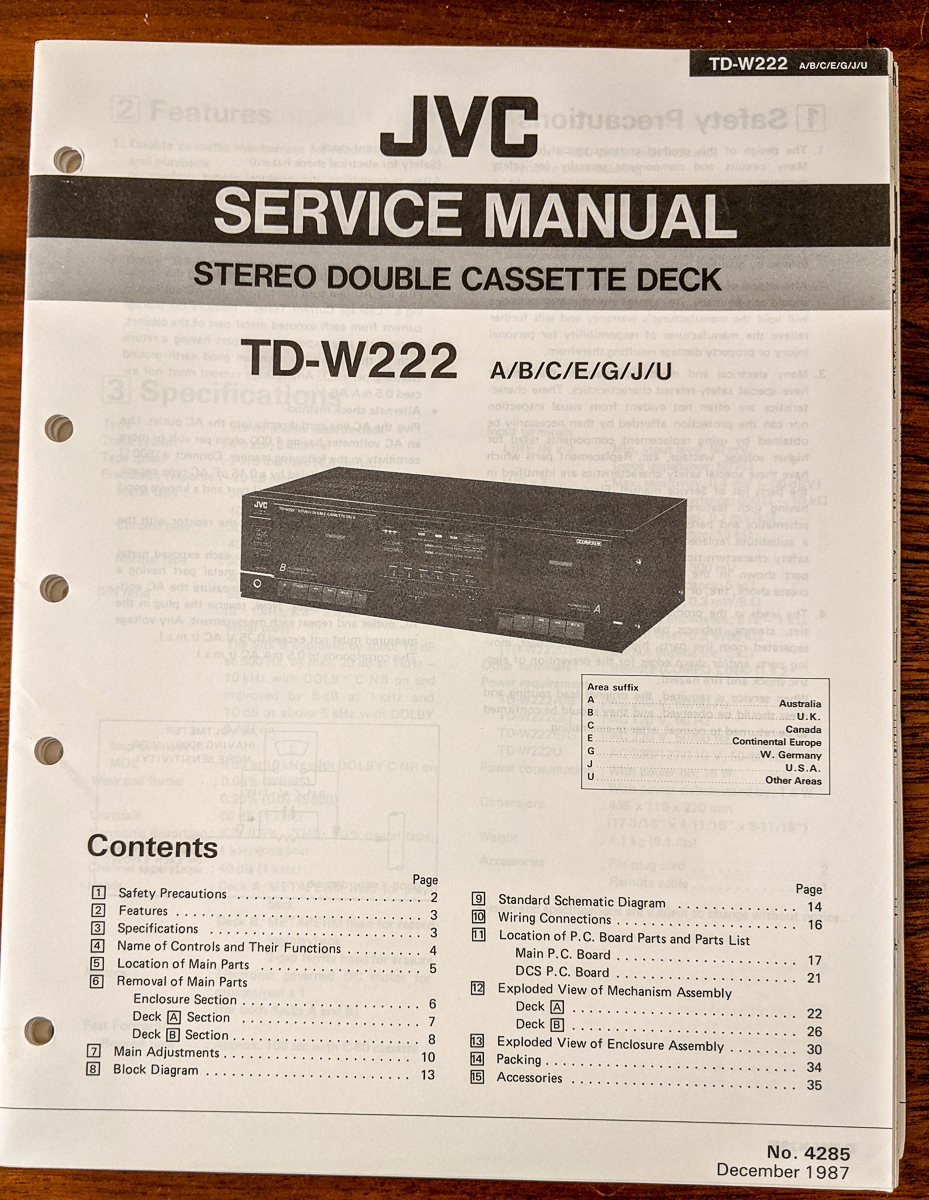 TD-W222 A/B/C/E/G/J/U
JVC
SERVICE MANUAL
STEREO DOUBLE CASSETTE DECK
TD-W222 A/B/C/E/G/J/U
JVC
B
A
Area suffix
A Australia
B U.K.
C Canada
E Continental Europe
G W. Germany
J U.S.A.
U Other Areas
Contents
Page
1 Safety Precautions 2
2 Features 3
3 Specifications 3
4 Name of Controls and Their Functions 4
5 Location of Main Parts 5
6 Removal of Main Parts
Enclosure Section 6
Deck A Section 7
Deck B Section 8
7 Main Adjustments 10
8 Block Diagram 13
Page
9 Standard Schematic Diagram 14
10 Wiring Connections 16
11 Location of P.C. Board Parts and Parts List
Main P.C. Board 17
DCS P.C. Board 21
12 Exploded View of Mechanism Assembly
Deck A 22
Deck B 26
13 Exploded View of Enclosure Assembly 30
14 Packing 34
15 Accessories 35
No. 4285
December 1987